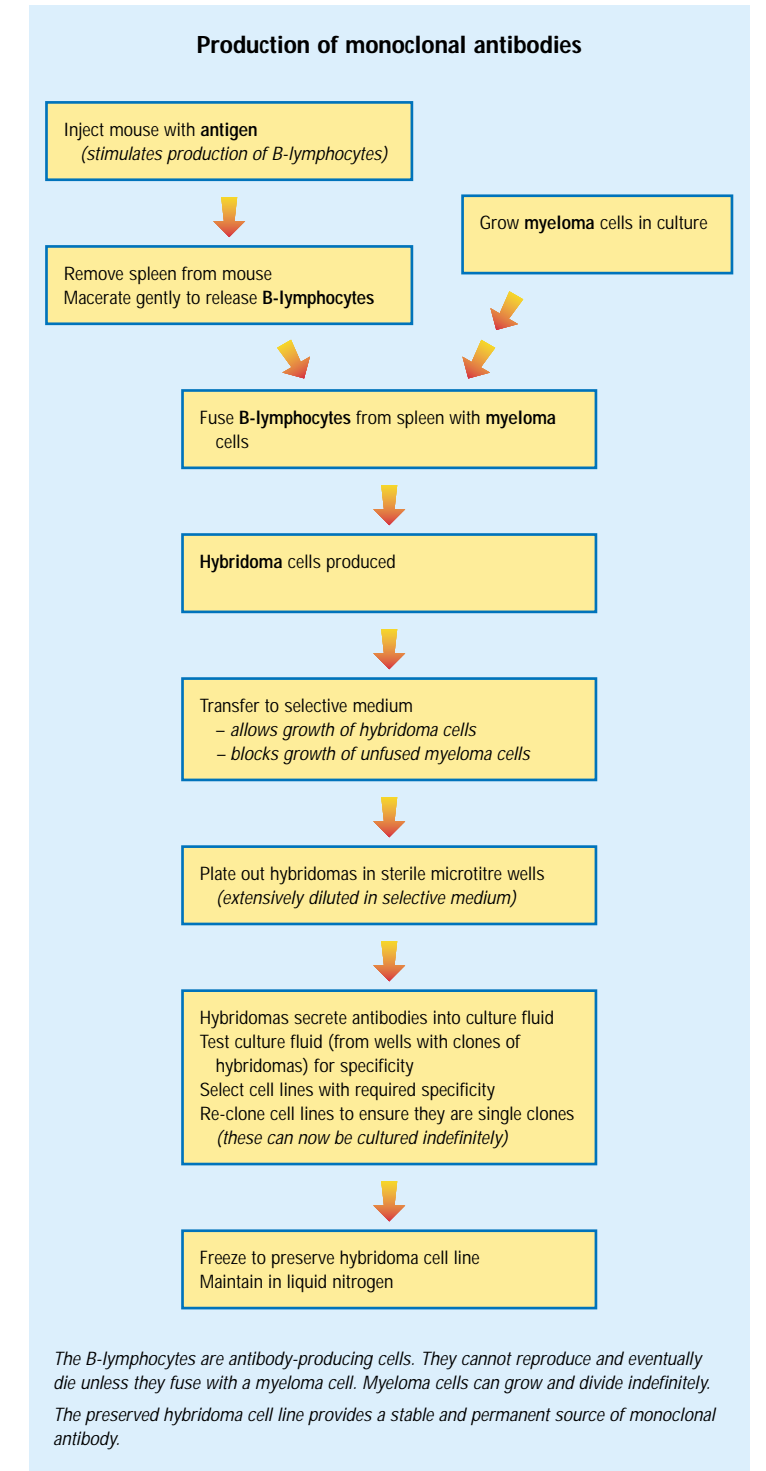 Production of monoclonal antibodies
Inject mouse with antigen
(stimulates production of B-lymphocytes)
Grow myeloma cells in culture
Remove spleen from mouse
Macerate gently to release B-lymphocytes
Fuse B-lymphocytes from spleen with myeloma
cells
Hybridoma cells produced
Transfer to selective medium
– allows growth of hybridoma cells
– blocks growth of unfused myeloma cells
Plate out hybridomas in sterile microtitre wells
(extensively diluted in selective medium)
Hybridomas secrete antibodies into culture fluid
Test culture fluid (from wells with clones of
hybridomas) for specificity
Select cell lines with required specificity
Re-clone cell lines to ensure they are single clones
(these can now be cultured indefinitely)
Freeze to preserve hybridoma cell line
Maintain in liquid nitrogen
The B-lymphocytes are antibody-producing cells. They cannot reproduce and eventually
die unless they fuse with a myeloma cell. Myeloma cells can grow and divide indefinitely.
The preserved hybridoma cell line provides a stable and permanent source of monoclonal
antibody.